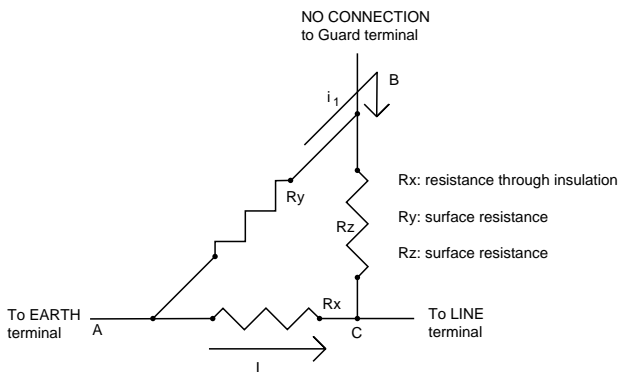 NO CONNECTION
to Guard terminal
B
i1
Rx: resistance through insulation
Ry
Ry: surface resistance
Rz
Rz: surface resistance
To EARTH
terminal
A
Rx
C
To LINE
terminal
I